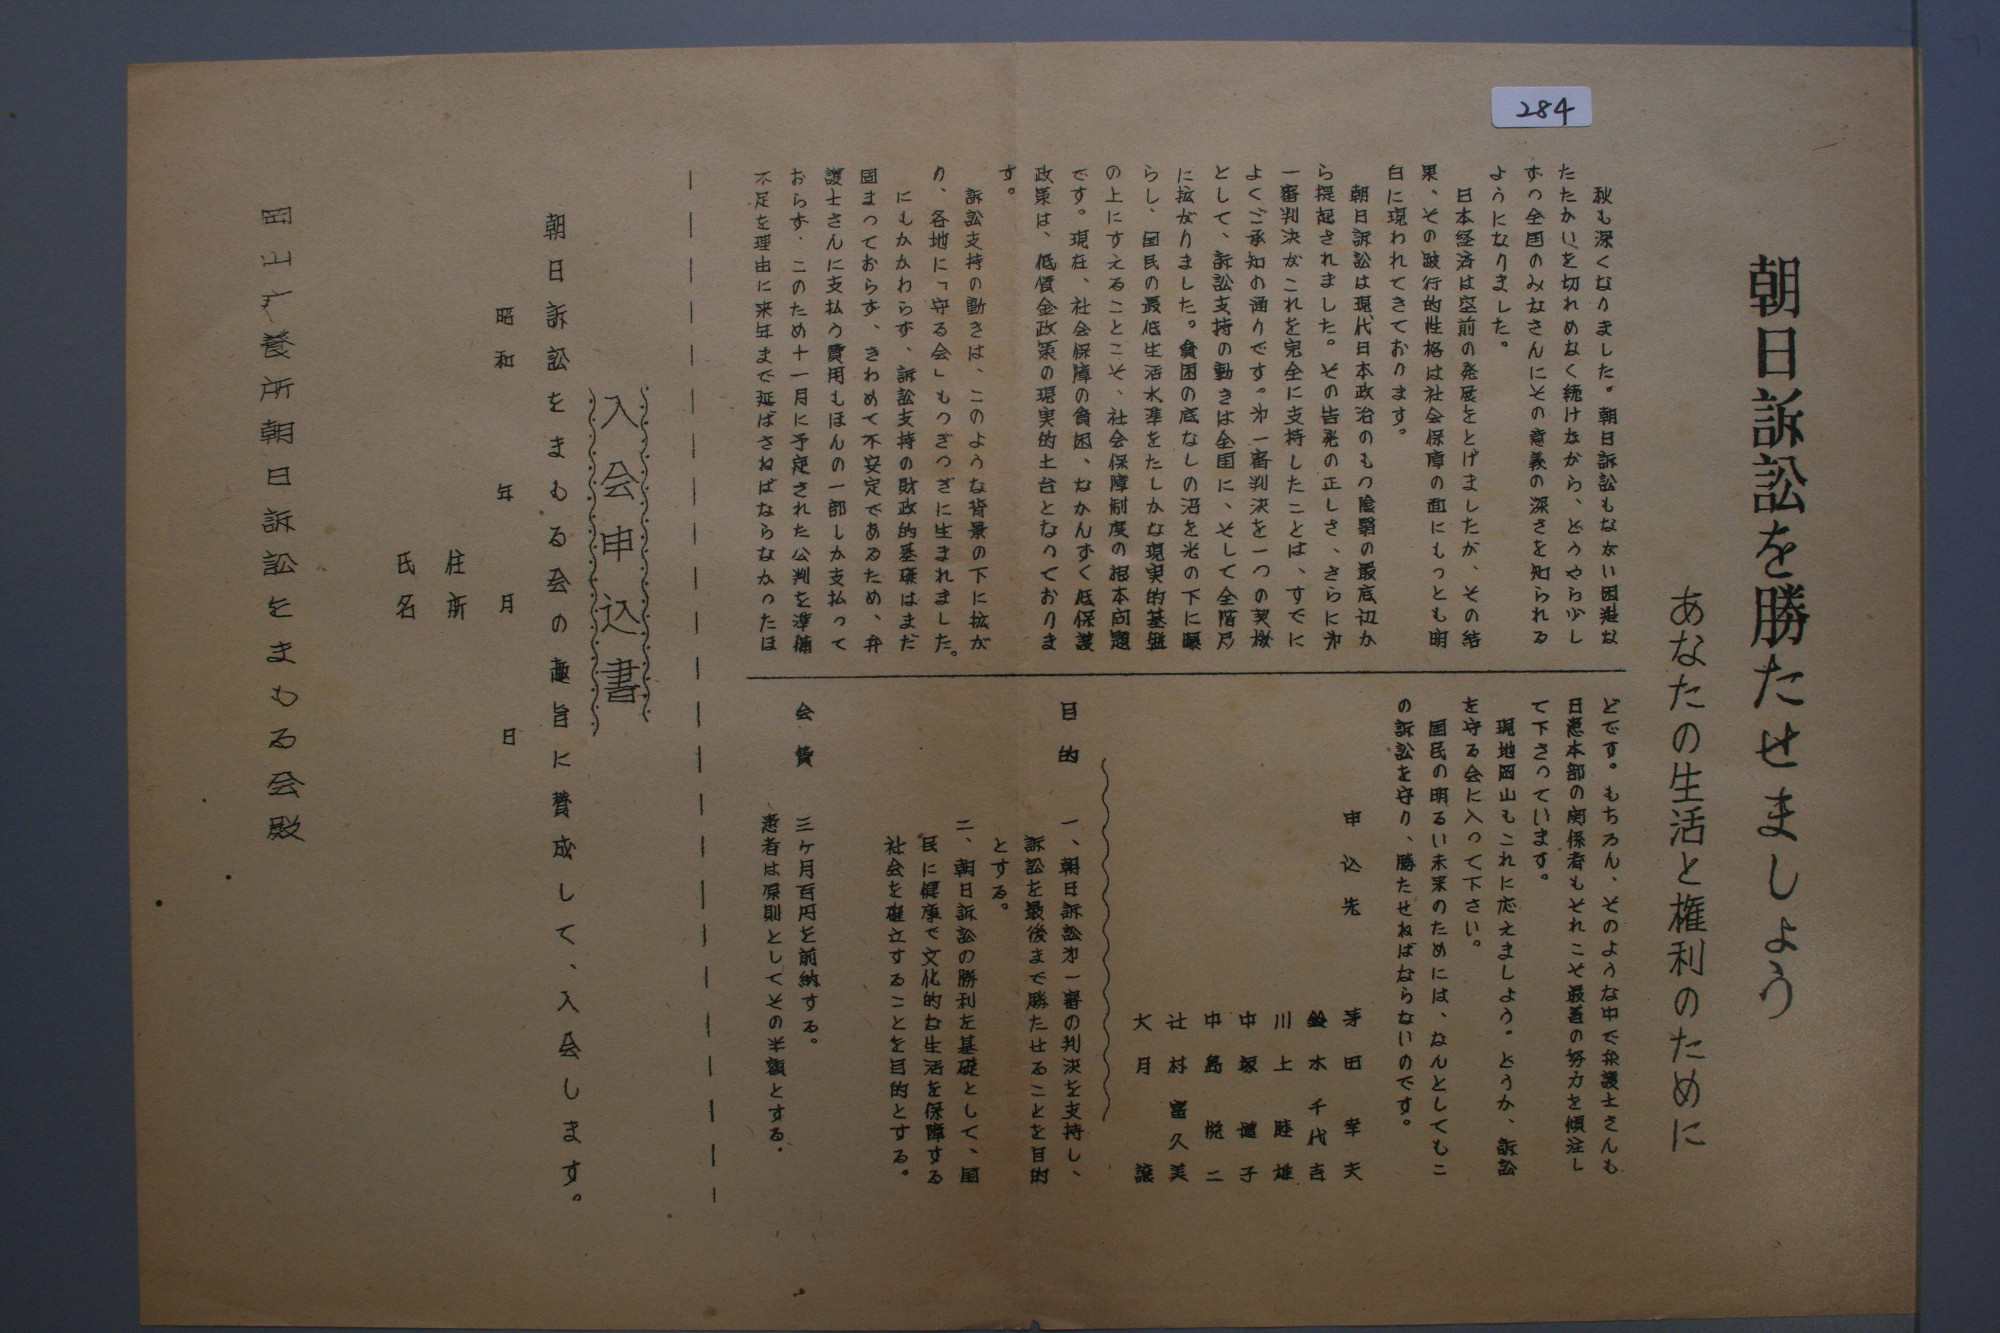 284
朝日訴訟を勝たせましょう
あなたの生活と権利のために
秋も深くなりました。朝日訴訟もながい困難な
たたかいを切れめなく続けながら、どうやら少し
ずつ全国のみなさんにその意義の深さを知られる
ようになりました。
日本経済は空前の発展をとげましたが、その結
果、その跛行的性格は社会保障の面にもっとも明
白に現われてきております。
朝日訴訟は現代日本政治のもつ陰翳の最底辺か
ら提起されました。その告発の正しさ、さらに㐧
一審判決がこれを完全に支持したことは、すでに
よくご承知の通りです。㐧一審判決を一つの契機
として、訴訟支持の動きは全国に、そして全階層
に拡がりました。貧困の底なしの沼を光の下に曝
らし、国民の最低生活水準をたしかな現実的基盤
の上にすえることこそ、社会保障制度の根本問題
です。現在、社会保障の貧困、なかんずく低保護
政策は、低賃金政策の現実的土台となっておりま
す。
訴訟支持の動きは、このような背景の下に拡が
り、各地に「守る会」もつぎつぎに生まれました。
にもかかわらず、訴訟支持の財政的基礎はまだ
固まっておらず、きわめて不安定であるため、弁
護士さんに支払う費用もほんの一部しか支払って
おらず、このため十一月に予定された公判を準備
不足を理由に来年まで延ばさねばならなかったほ
どです。もちろん、そのような中で弁護士さんも
日患本部の関係者もそれこそ最善の努力を傾注し
て下さっています。
現地岡山もこれに応えましよう。どうか、訴訟
を守る会に入って下さい。
国民の明るい未来のためには、なんとしてもこ
の訴訟を守り、勝たせねばならないのです。
申込先 茅田幸夫
鈴木千代吉
川上睦雄
中塚健子
中島悦二
辻村富久美
大月譲
目的 一、朝日訴訟㐧一審の判決を支持し、
訴訟を最後まで勝たせることを目的
とする。
二、朝日訴訟の勝利を基礎として、国
民に健康で文化的な生活を保障する
社会を確立することを目的とする。
会費 三ヶ月百円を前納する。
患者は原則としてその半額とする。
入会申込書
朝日訴訟をまもる会の趣旨に賛成して、入会します。
昭和 年 月 日
住所
氏名
岡山疒養所朝日訴訟をまもる会殿